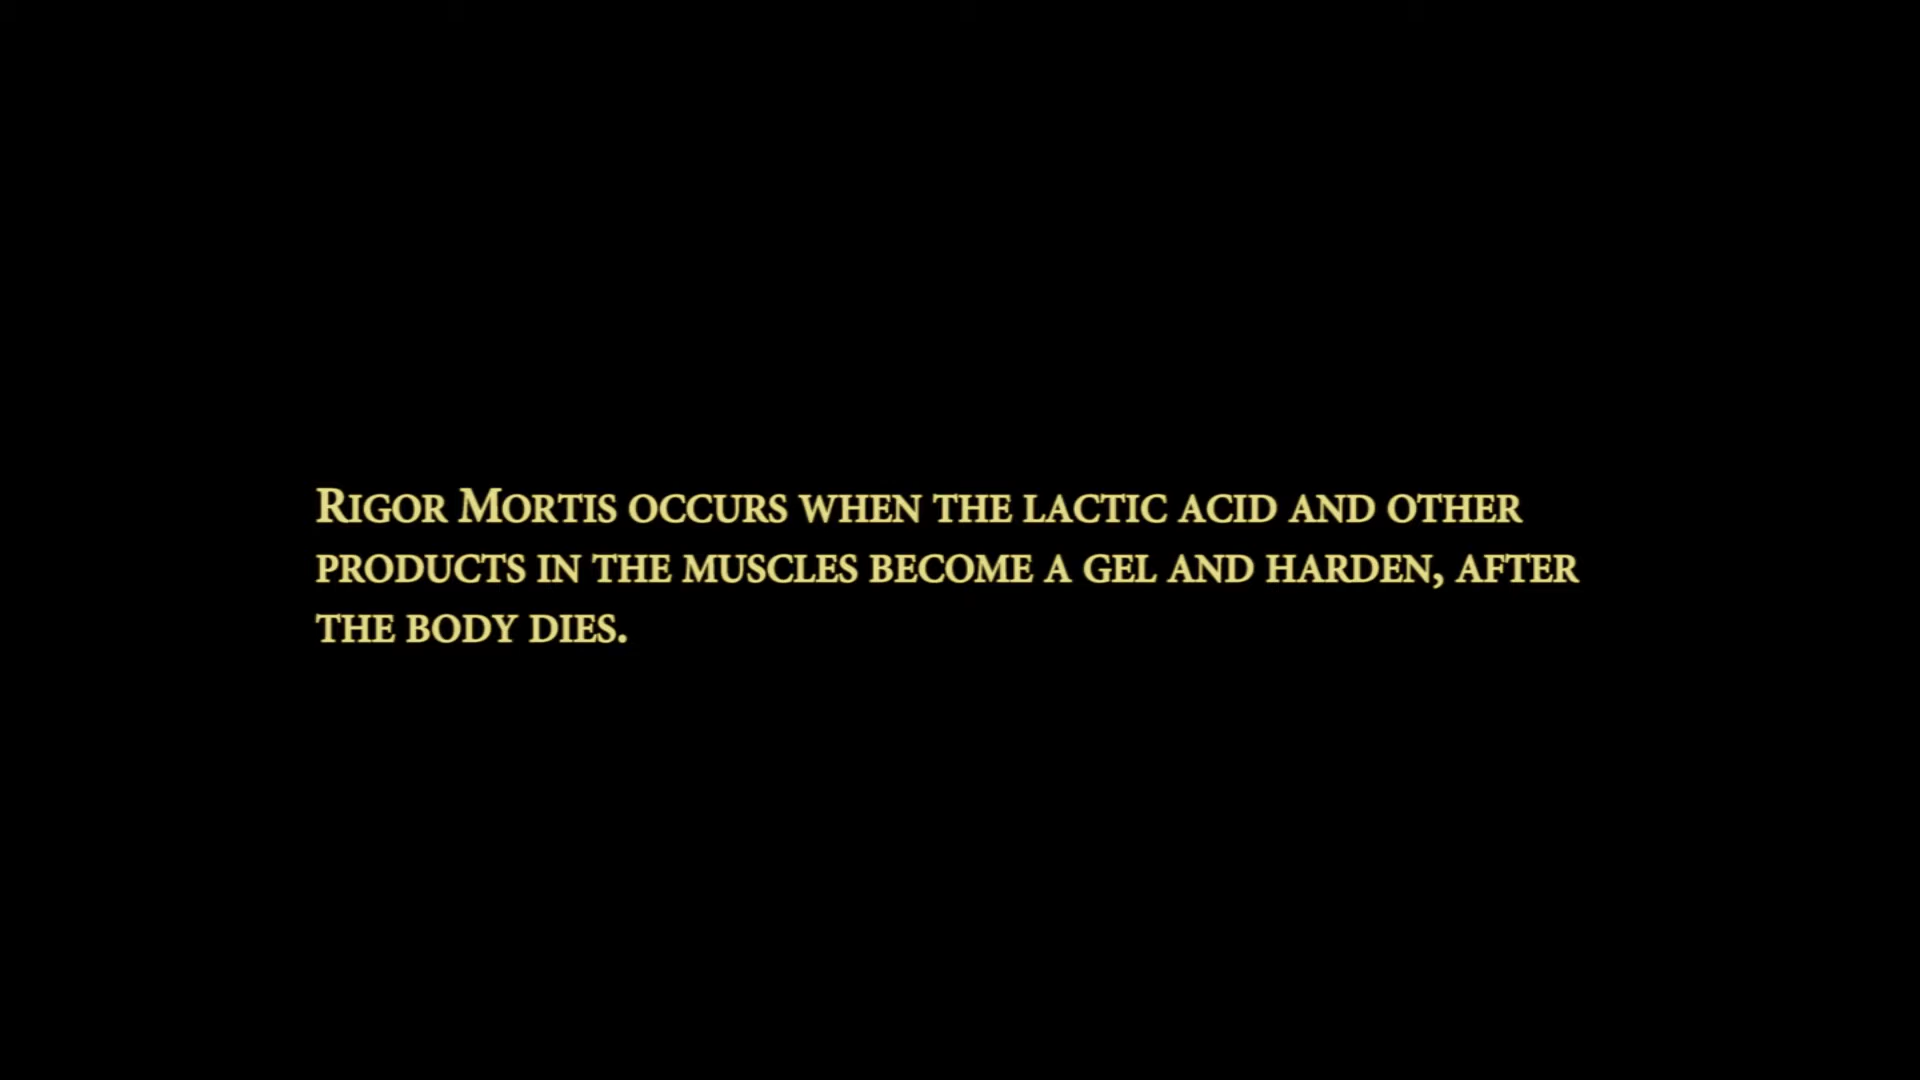 Rigor Mortis occurs when the lactic acid and other
products in the muscles become a gel and harden, after
the body dies.